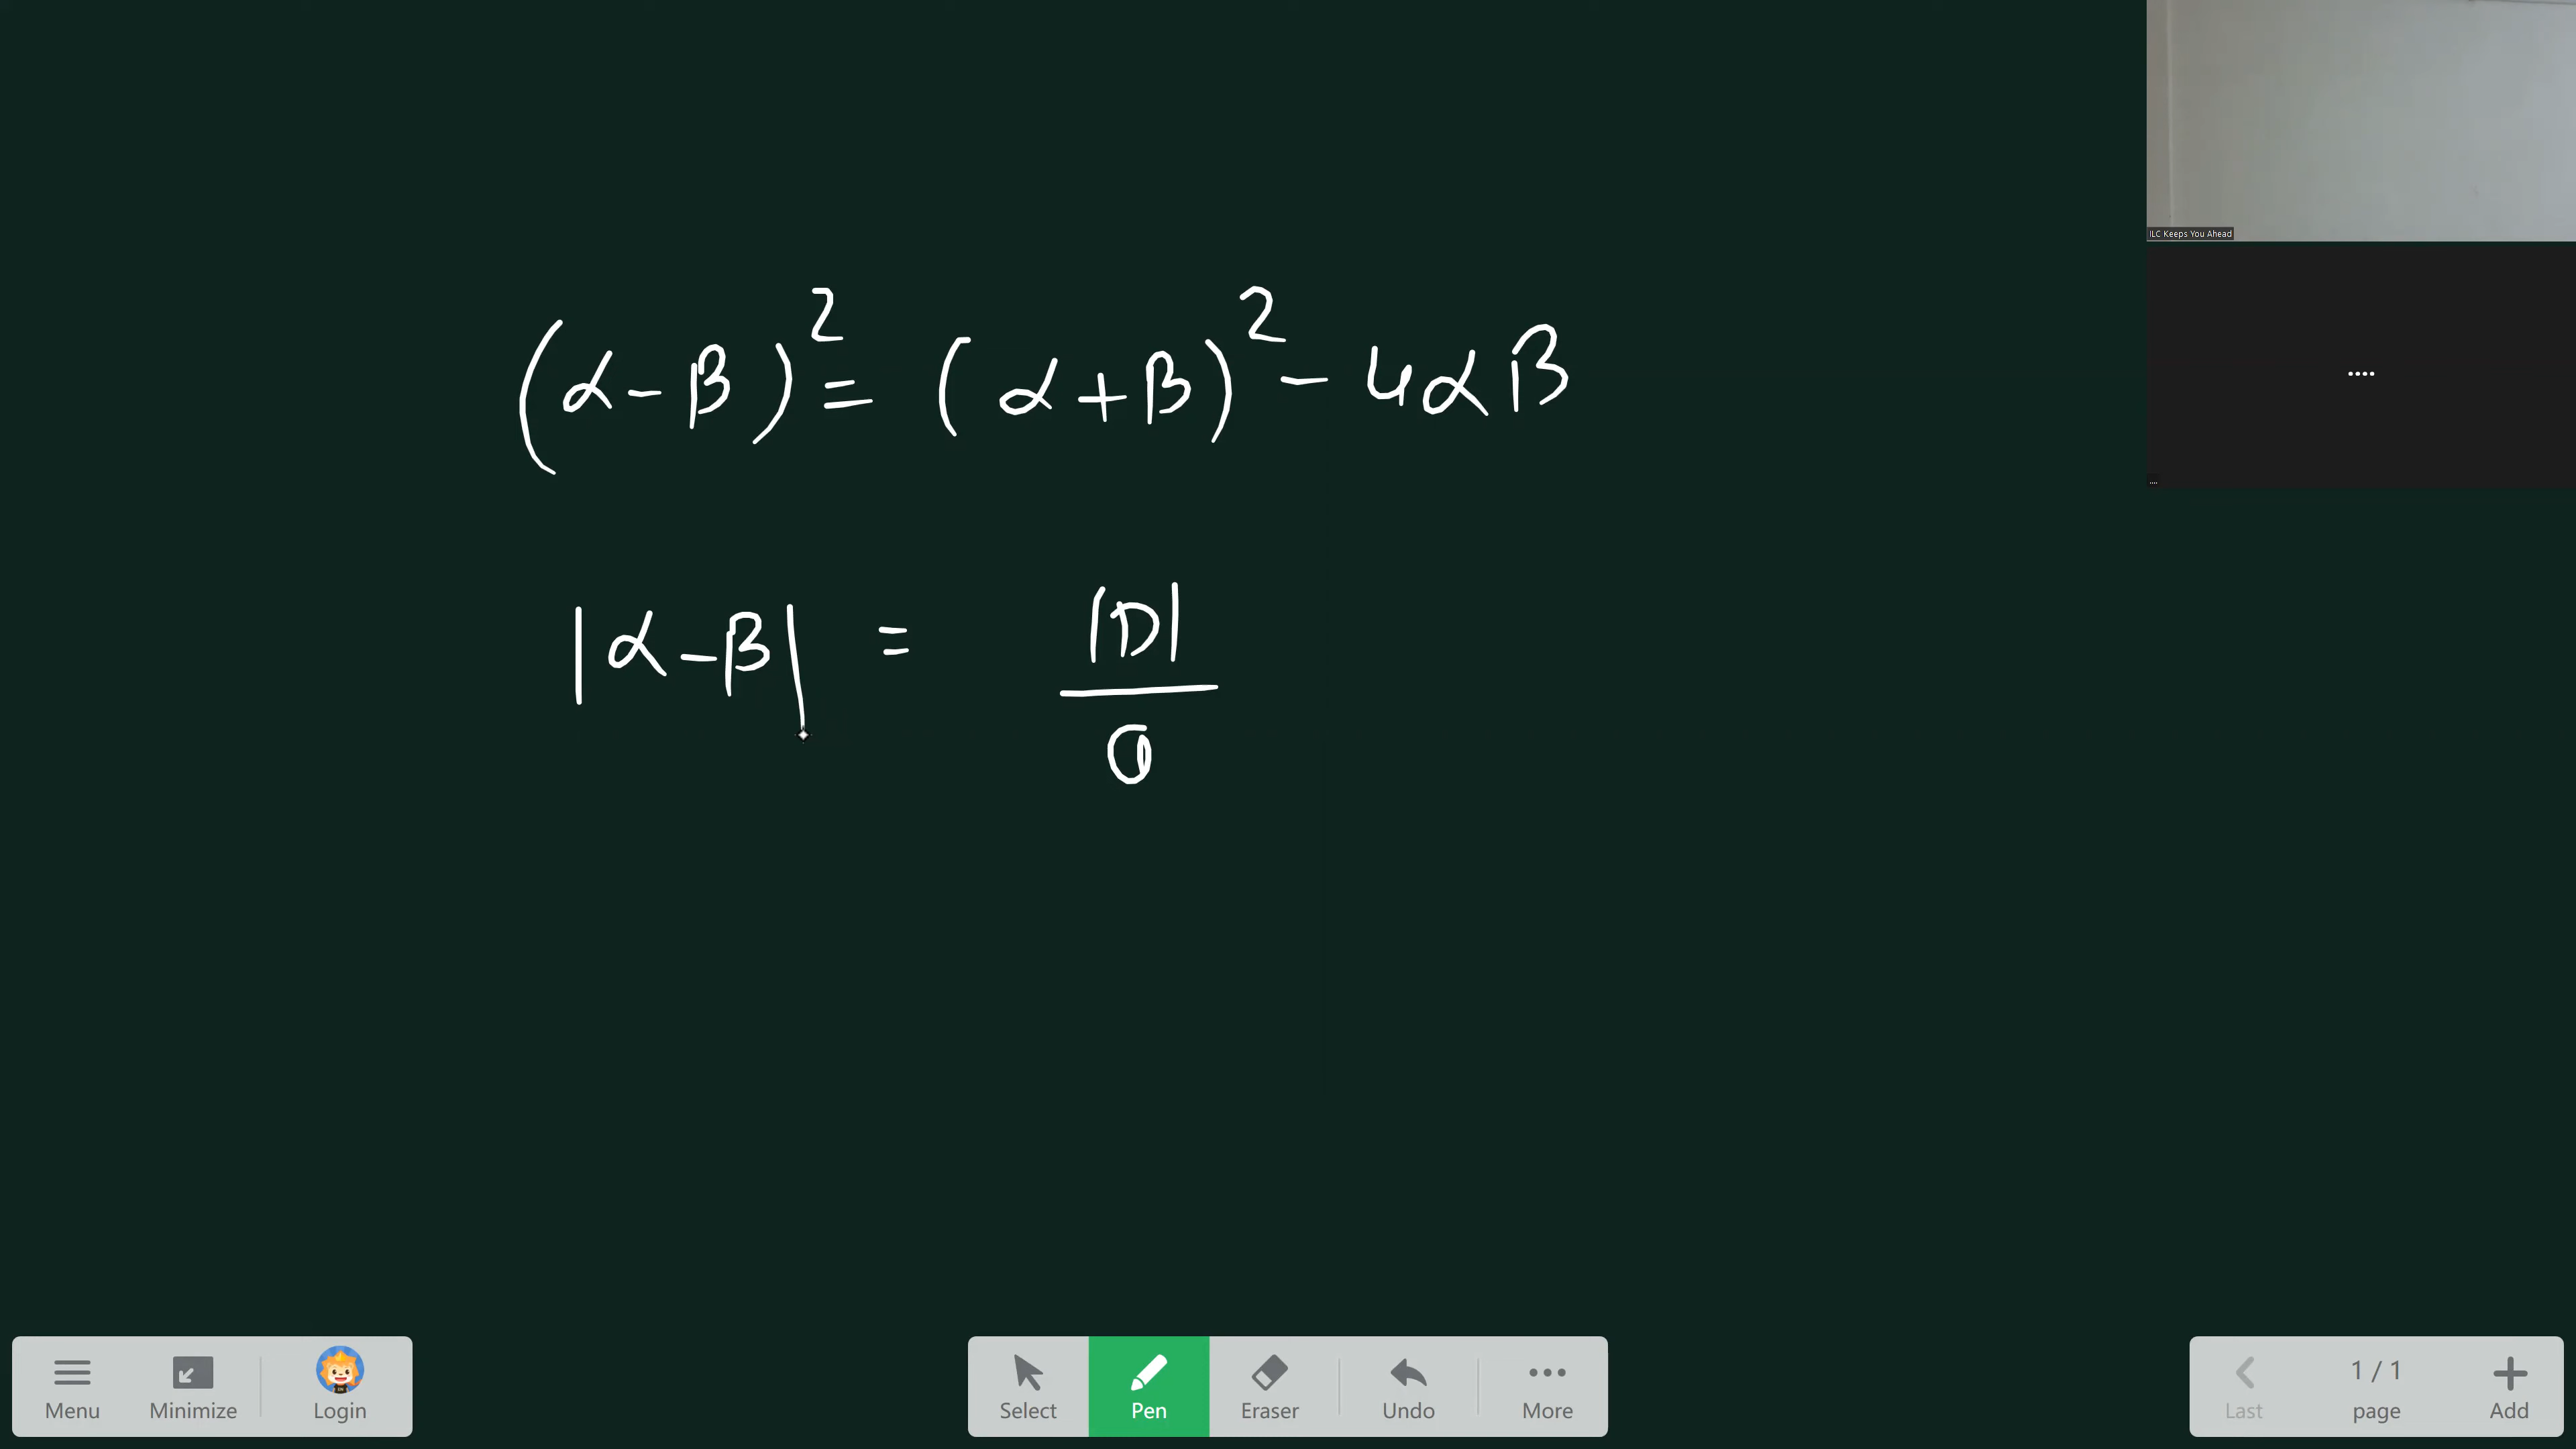 ILC Keeps You Ahead
....
....
(α-β)² = (α+β)² - 4αβ
|α-β| = |D|
a
Menu Minimize Login Select Pen Eraser Undo More Last 1 / 1 page Add